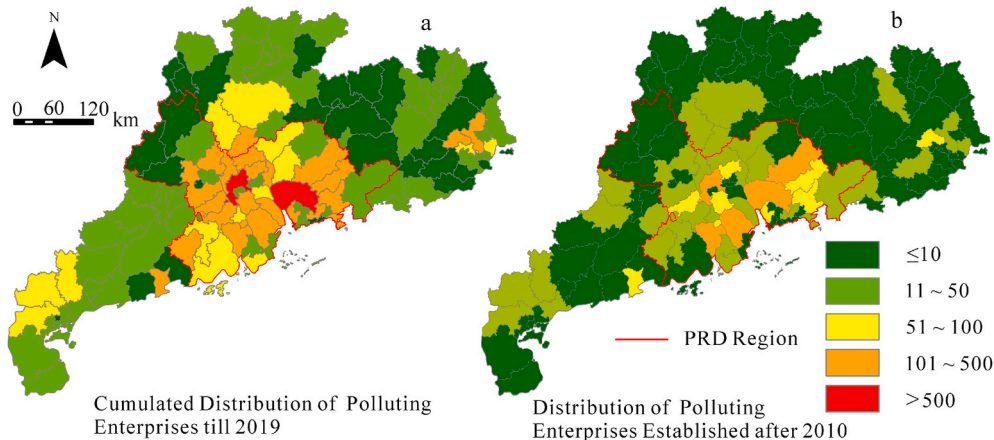 N
a
b
0 60 120
km
≤10
11 ~ 50
51 ~ 100
101 ~ 500
>500
PRD Region
Cumulated Distribution of Polluting
Enterprises till 2019
Distribution of Polluting
Enterprises Established after 2010